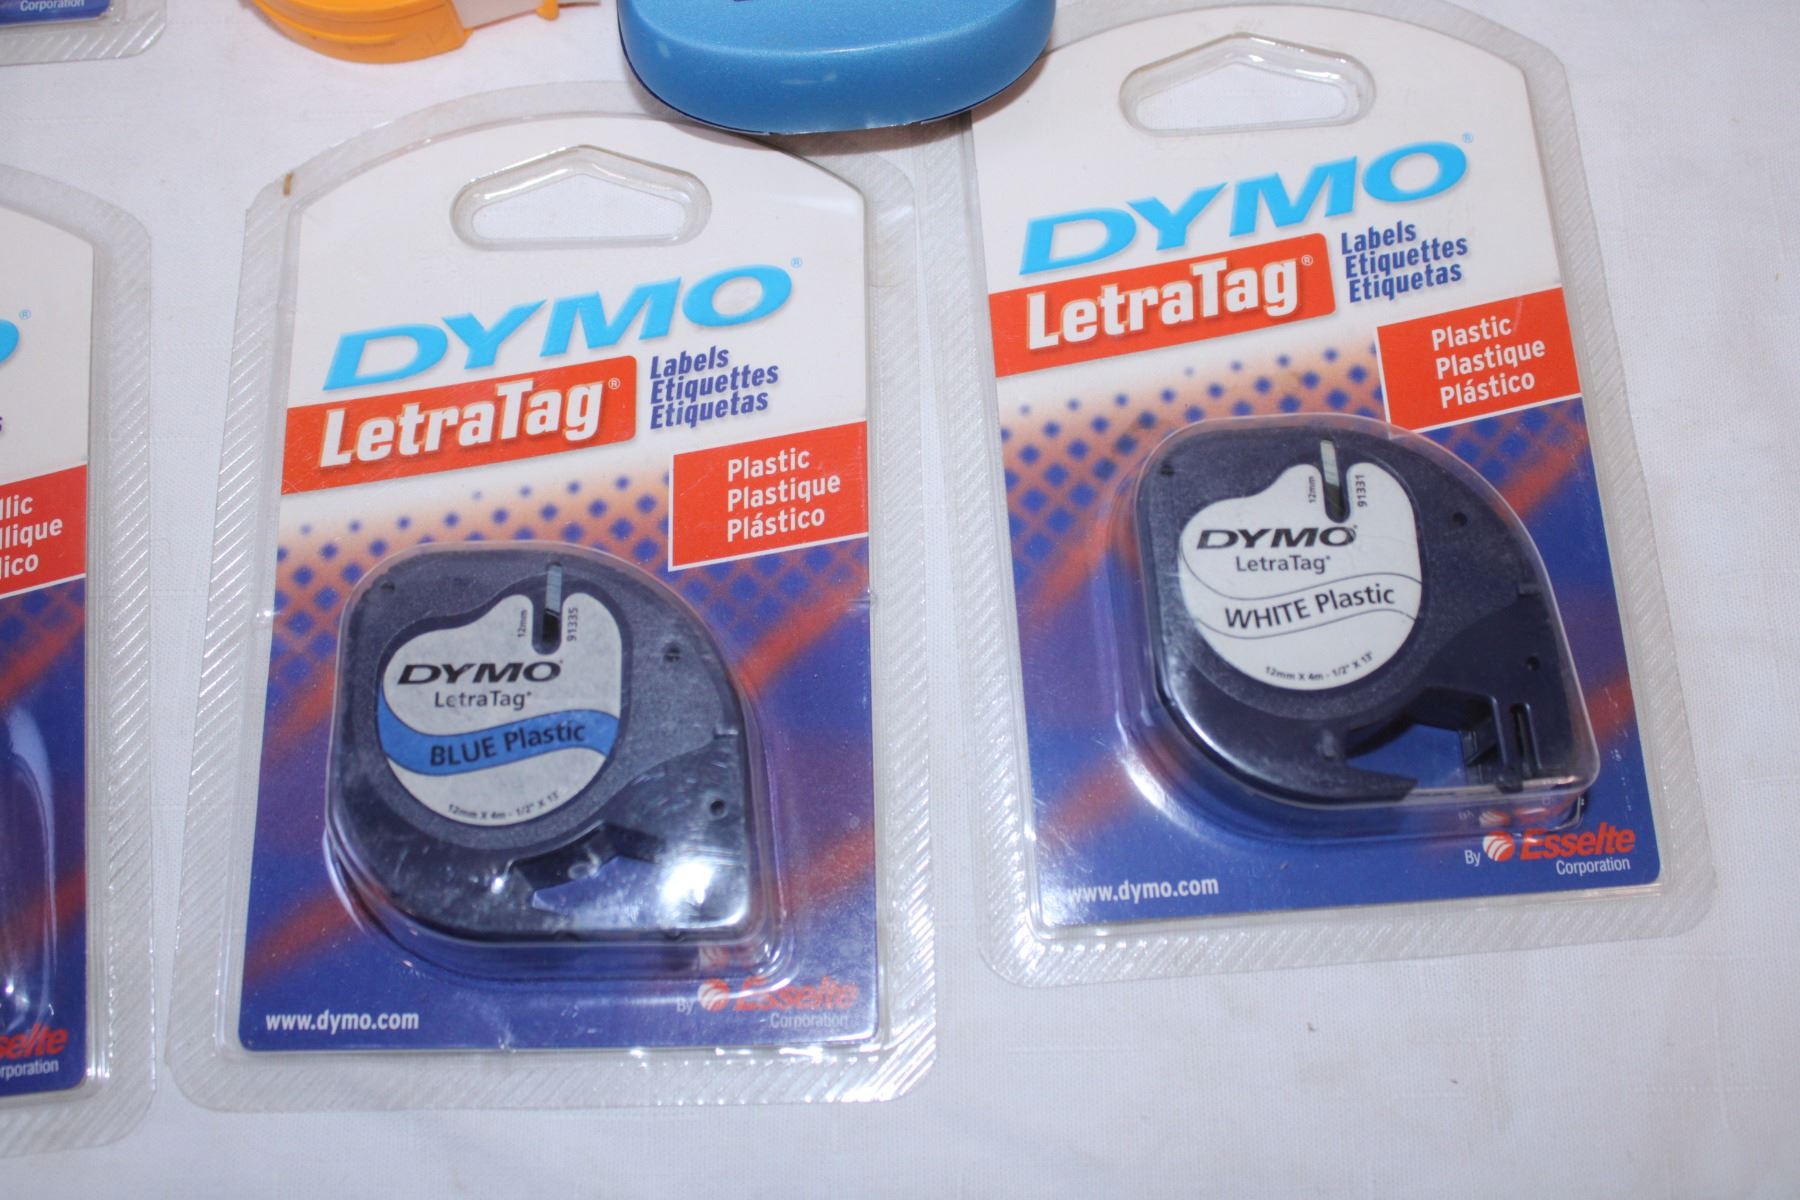 Corporation
®
llic
llique
lico
selte
rporation
DYMO®
LetraTag®
Labels
Etiquettes
Etiquetas
Plastic
Plastique
Plástico
12mm
91335
DYMO
LetraTag
BLUE Plastic
12mm X 4m - 1/2" X 13'
www.dymo.com
By Esselte
Corporation
DYMO®
LetraTag®
Labels
Etiquettes
Etiquetas
Plastic
Plastique
Plástico
12mm
91331
DYMO
LetraTag
WHITE Plastic
12mm X 4m - 1/2" X 13'
www.dymo.com
By Esselte
Corporation